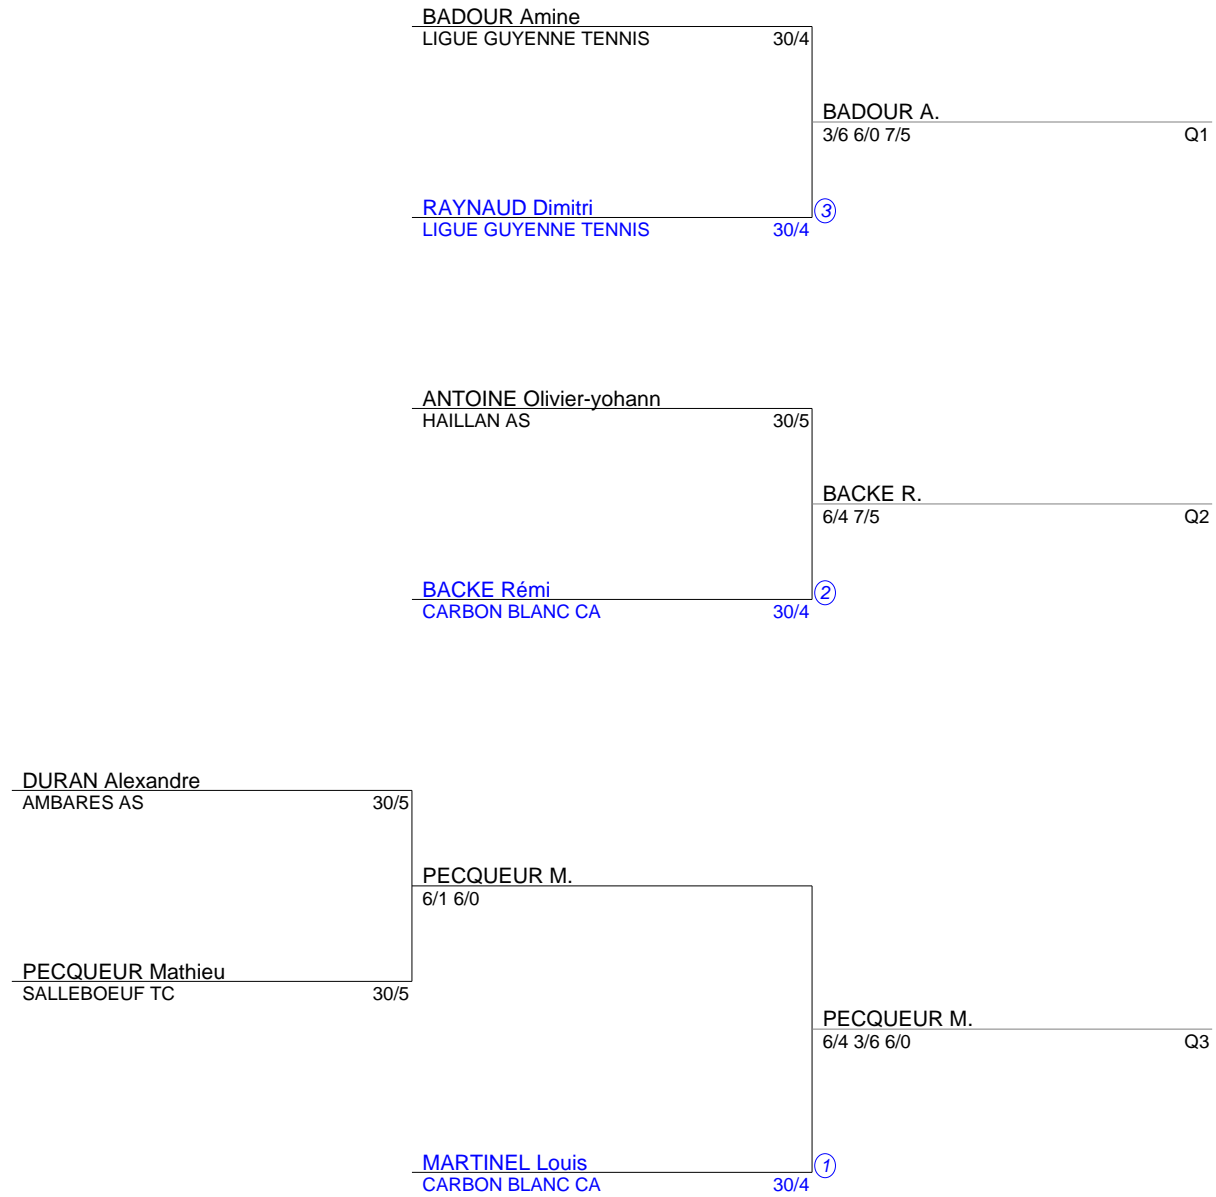 BADOUR Amine
LIGUE GUYENNE TENNIS 30/4
BADOUR A.
3/6 6/0 7/5 Q1
RAYNAUD Dimitri 3
LIGUE GUYENNE TENNIS 30/4
ANTOINE Olivier-yohann
HAILLAN AS 30/5
BACKE R.
6/4 7/5 Q2
BACKE Rémi 2
CARBON BLANC CA 30/4
DURAN Alexandre
AMBARES AS 30/5
PECQUEUR M.
6/1 6/0
PECQUEUR Mathieu
SALLEBOEUF TC 30/5
PECQUEUR M.
6/4 3/6 6/0 Q3
MARTINEL Louis 1
CARBON BLANC CA 30/4